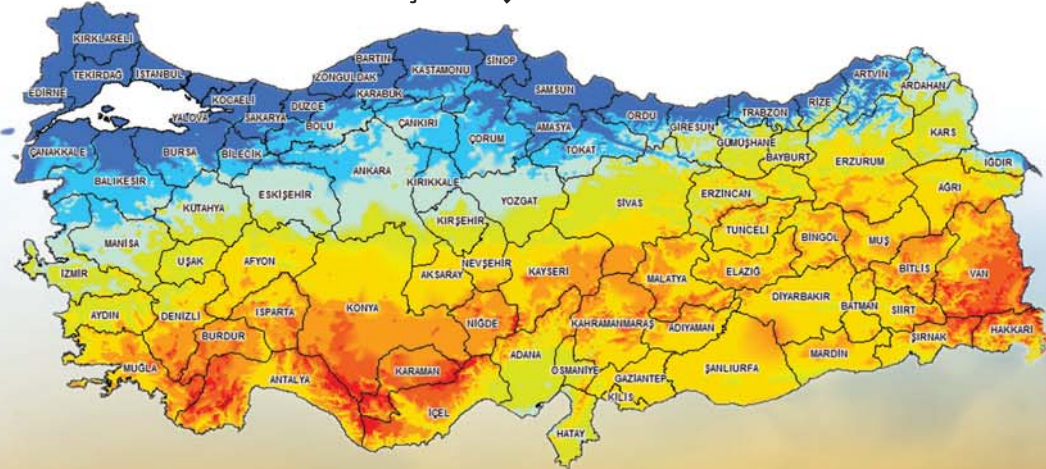 KIRKLARELİ
TEKİRDAĞ
İSTANBUL
EDİRNE
KOCAELİ
YALOVA
SAKARYA
DÜZCE
ZONGULDAK
BARTIN
KARABÜK
KASTAMONU
SİNOP
SAMSUN
ORDU
GİRESUN
TRABZON
RİZE
ARTVİN
ARDAHAN
KARS
IĞDIR
ÇANAKKALE
BURSA
BİLECİK
BOLU
ÇANKIRI
ÇORUM
AMASYA
TOKAT
GÜMÜŞHANE
BAYBURT
ERZURUM
AĞRI
BALIKESİR
KÜTAHYA
ESKİŞEHİR
ANKARA
KIRIKKALE
YOZGAT
SİVAS
ERZİNCAN
TUNCELİ
BİNGÖL
MUŞ
BİTLİS
VAN
MANİSA
UŞAK
AFYON
KIRŞEHİR
NEVŞEHİR
AKSARAY
KAYSERİ
MALATYA
ELAZIĞ
DİYARBAKIR
BATMAN
SİİRT
ŞIRNAK
HAKKARİ
İZMİR
AYDIN
DENİZLİ
ISPARTA
BURDUR
KONYA
NİĞDE
KAHRAMANMARAŞ
ADIYAMAN
MARDİN
ŞANLIURFA
MUĞLA
ANTALYA
KARAMAN
İÇEL
ADANA
OSMANİYE
GAZİANTEP
KİLİS
HATAY